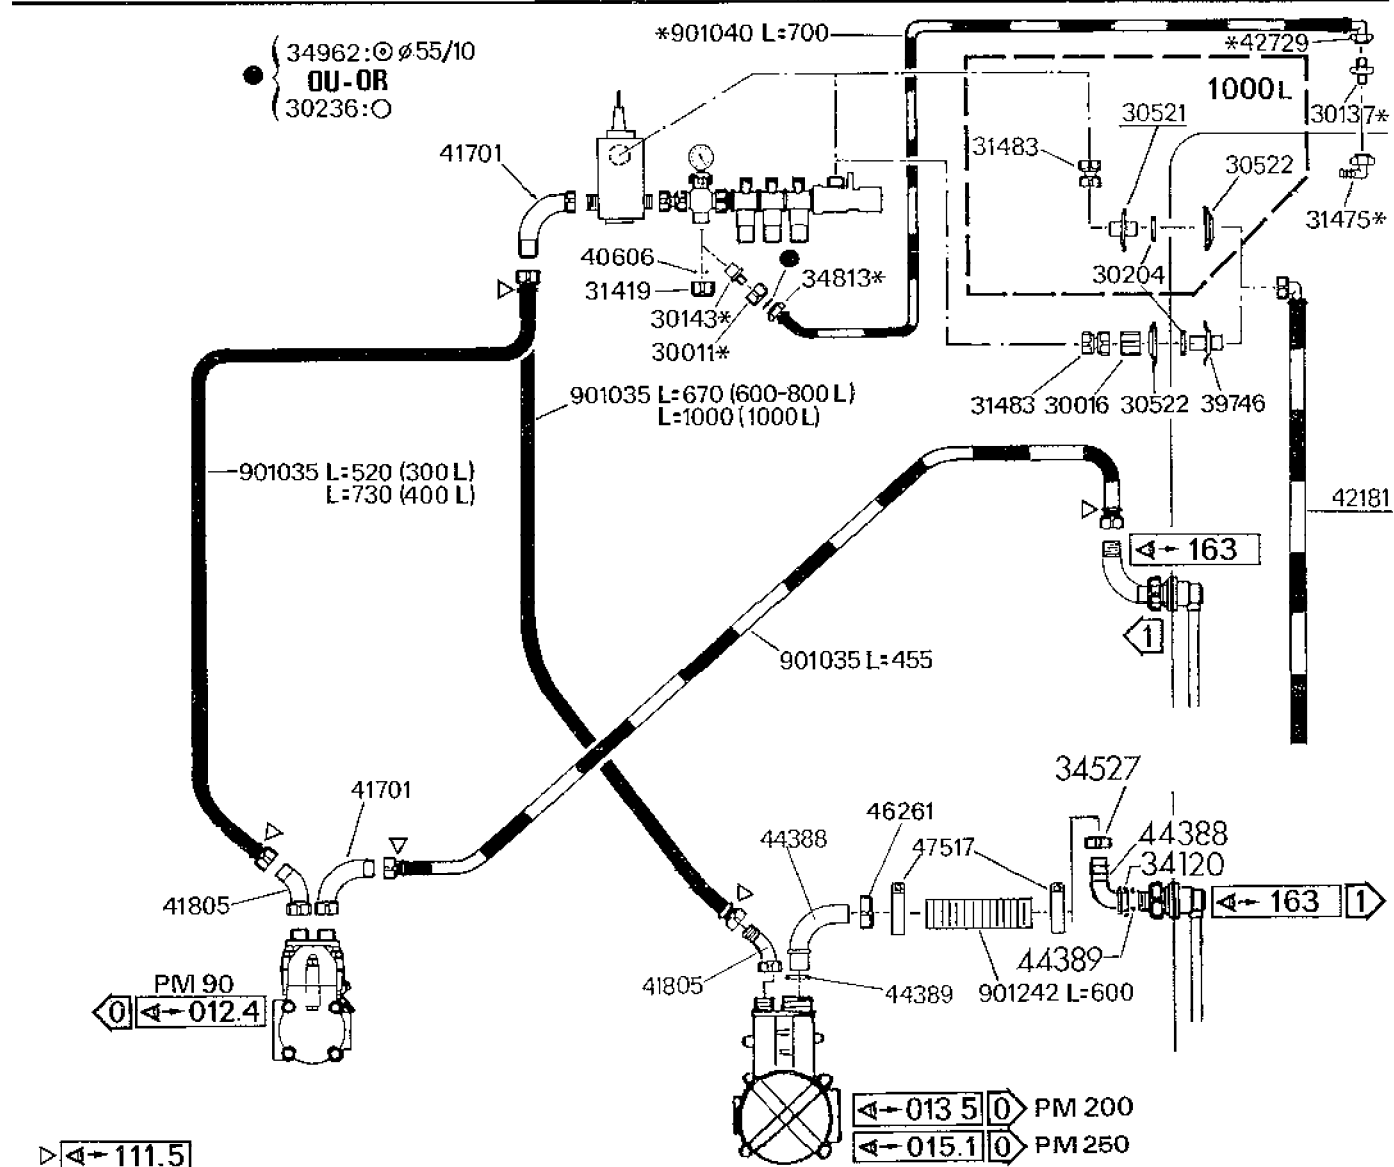 *901040 L=700
*42729
34962:⊙ ø55/10
OU-OR
30236:○
1000L
30521
30137*
41701
31483
30522
31475*
40606
31419
34813*
30204
30143*
30011*
901035 L=670 (600-800 L)
L=1000 (1000 L)
31483 30016 30522 39746
901035 L=520 (300 L)
L=730 (400 L)
42181
163
1
901035 L=455
34527
41701
46261
44388
47517
44388
34120
41805
163 1
44389
PM 90
41805
44389
901242 L=600
0 012.4
013 5 0 PM 200
015.1 0 PM 250
111.5